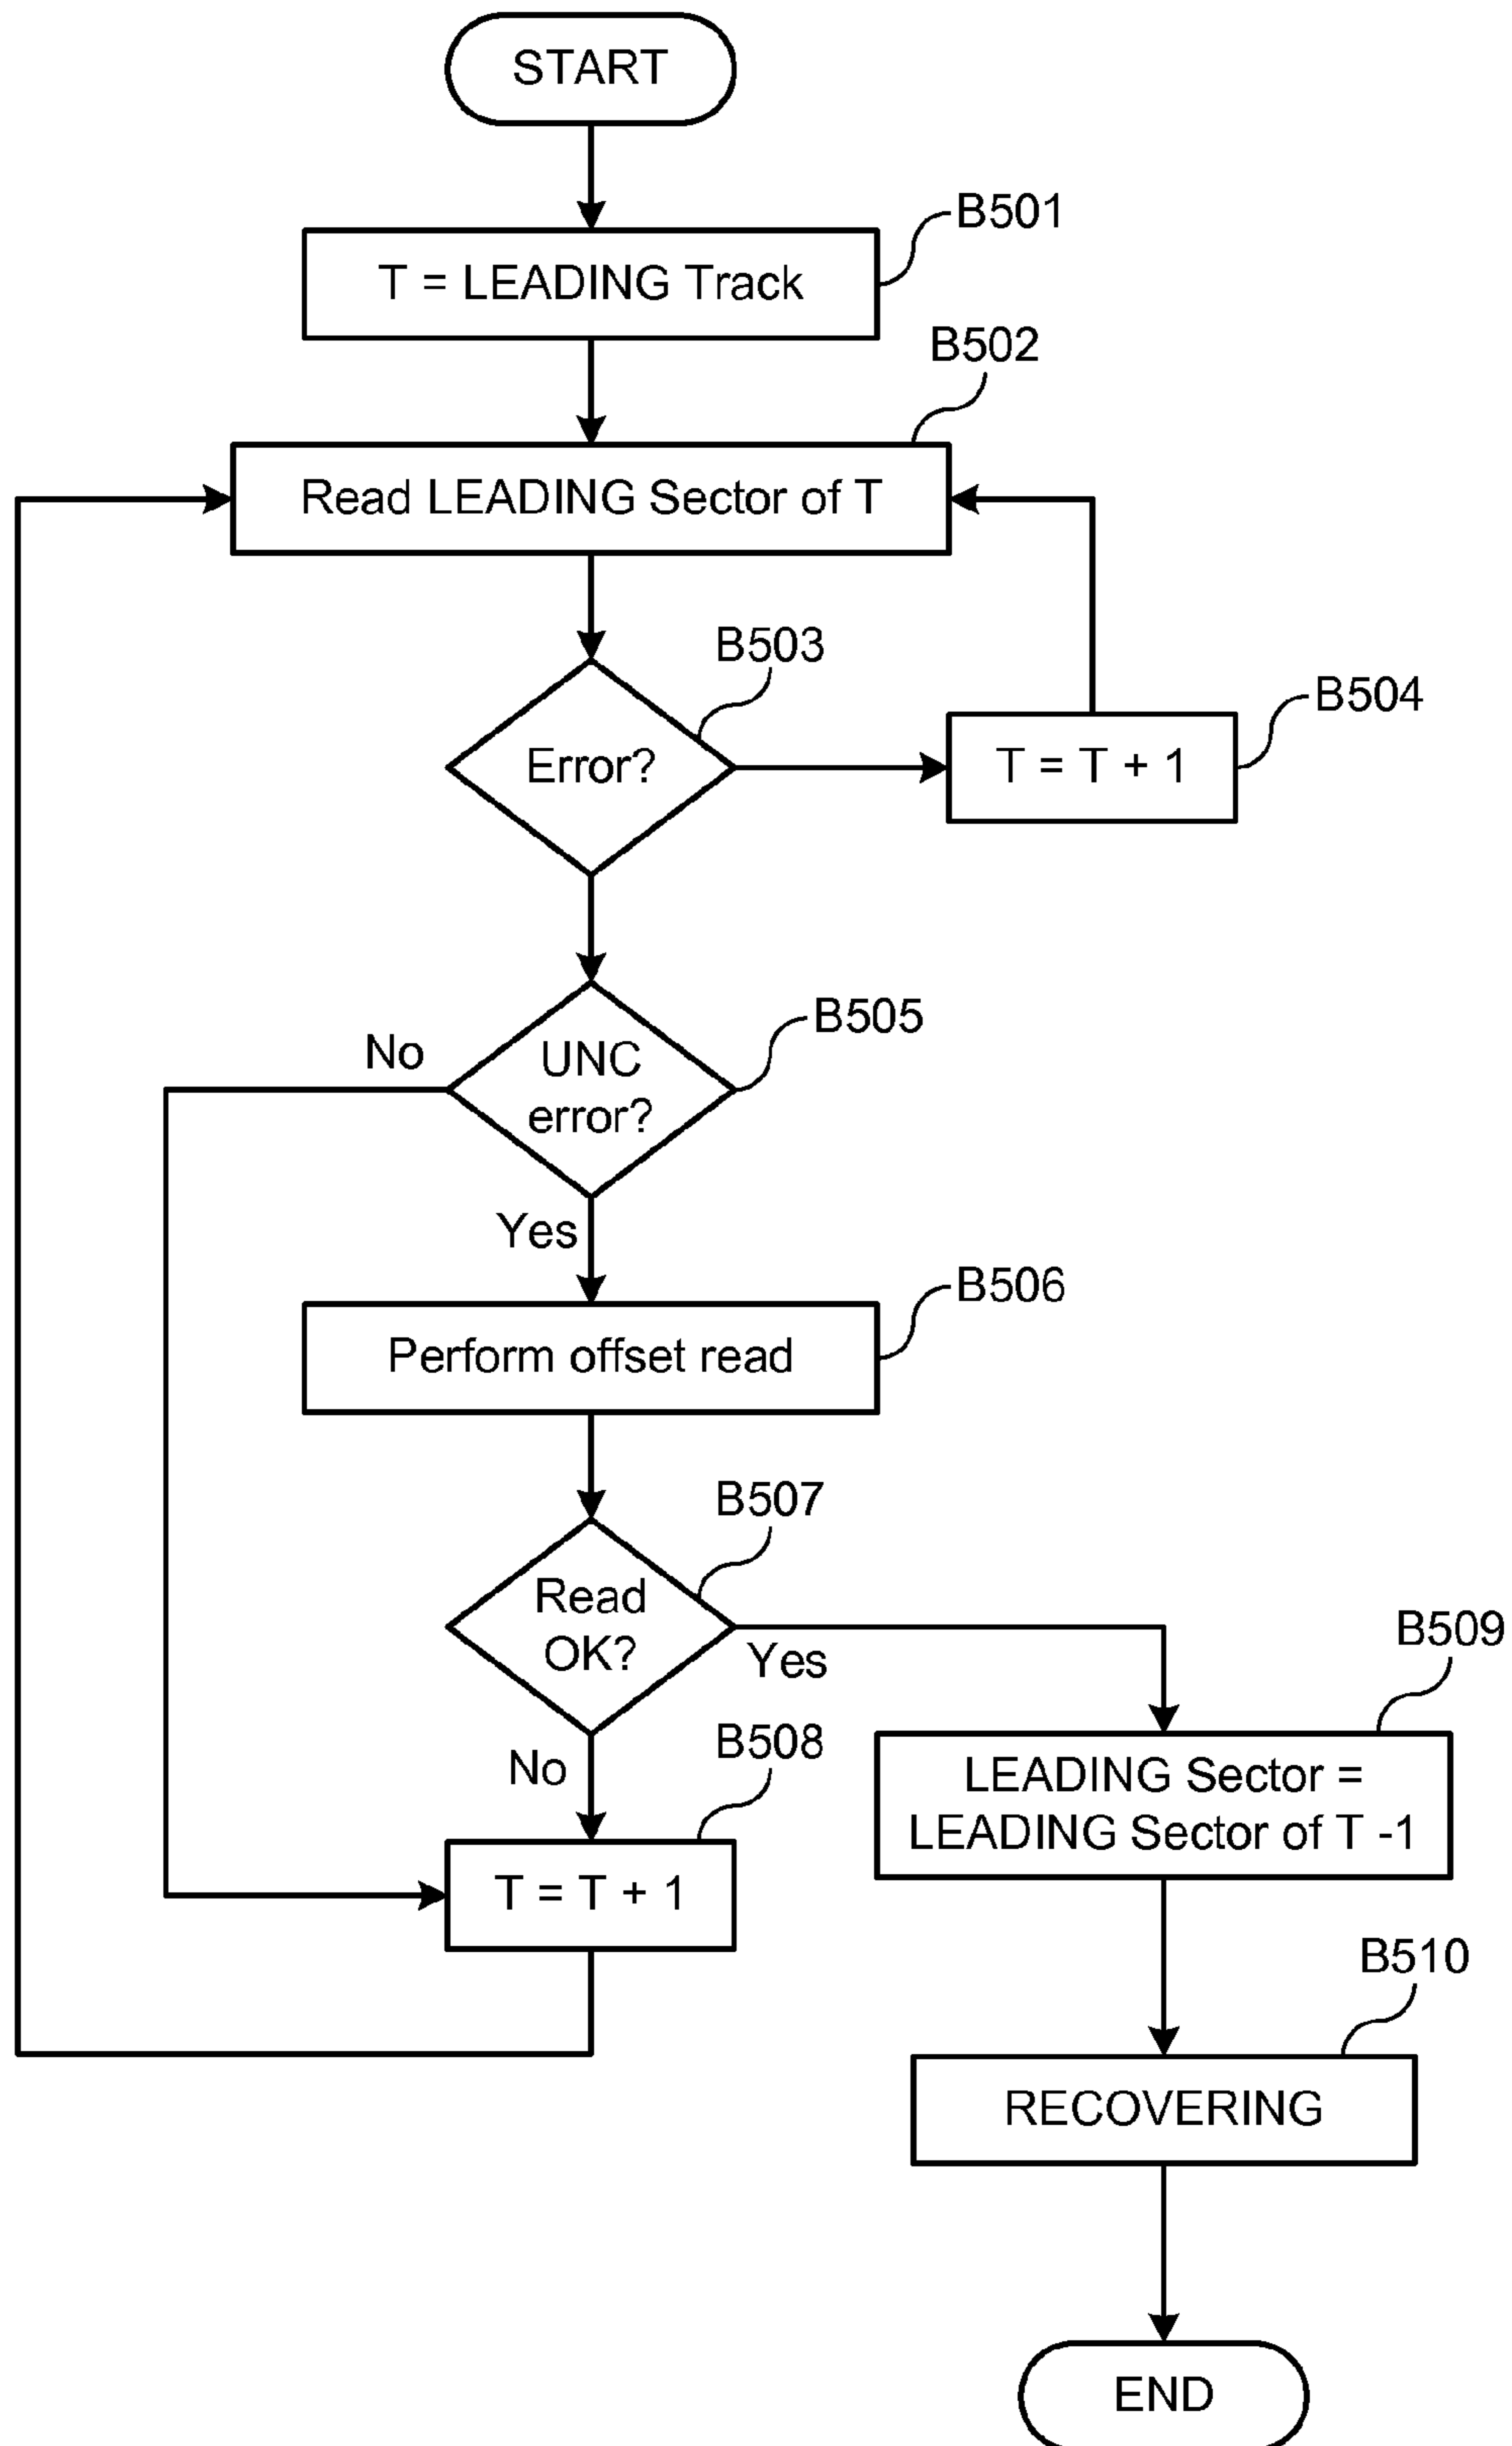 START
B501
T = LEADING Track
B502
Read LEADING Sector of T
B503
Error?
B504
T = T + 1
B505
No
UNC
error?
Yes
B506
Perform offset read
B507
Read
OK?
Yes
B509
No
B508
LEADING Sector =
LEADING Sector of T -1
T = T + 1
B510
RECOVERING
END